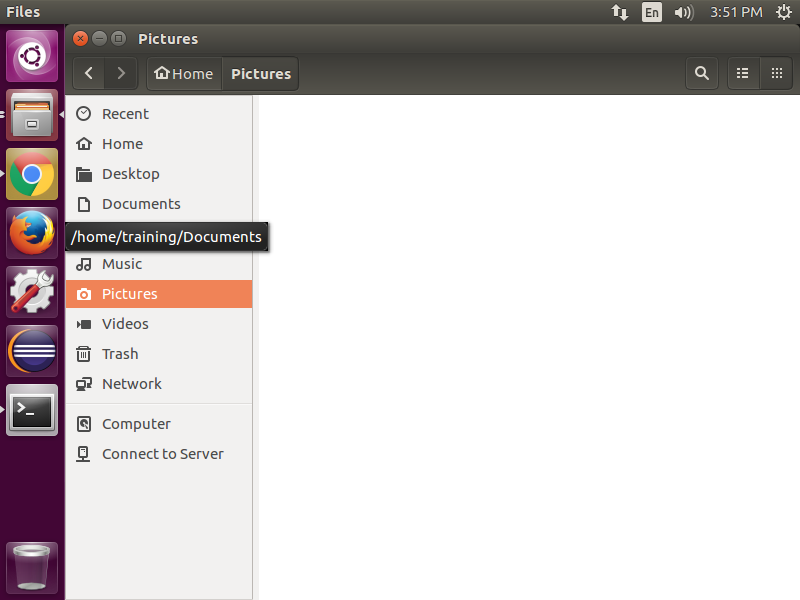 Files
En
3:51 PM
Pictures
Home
Pictures
Recent
Home
Desktop
Documents
/home/training/Documents
Music
Pictures
Videos
Trash
Network
Computer
Connect to Server